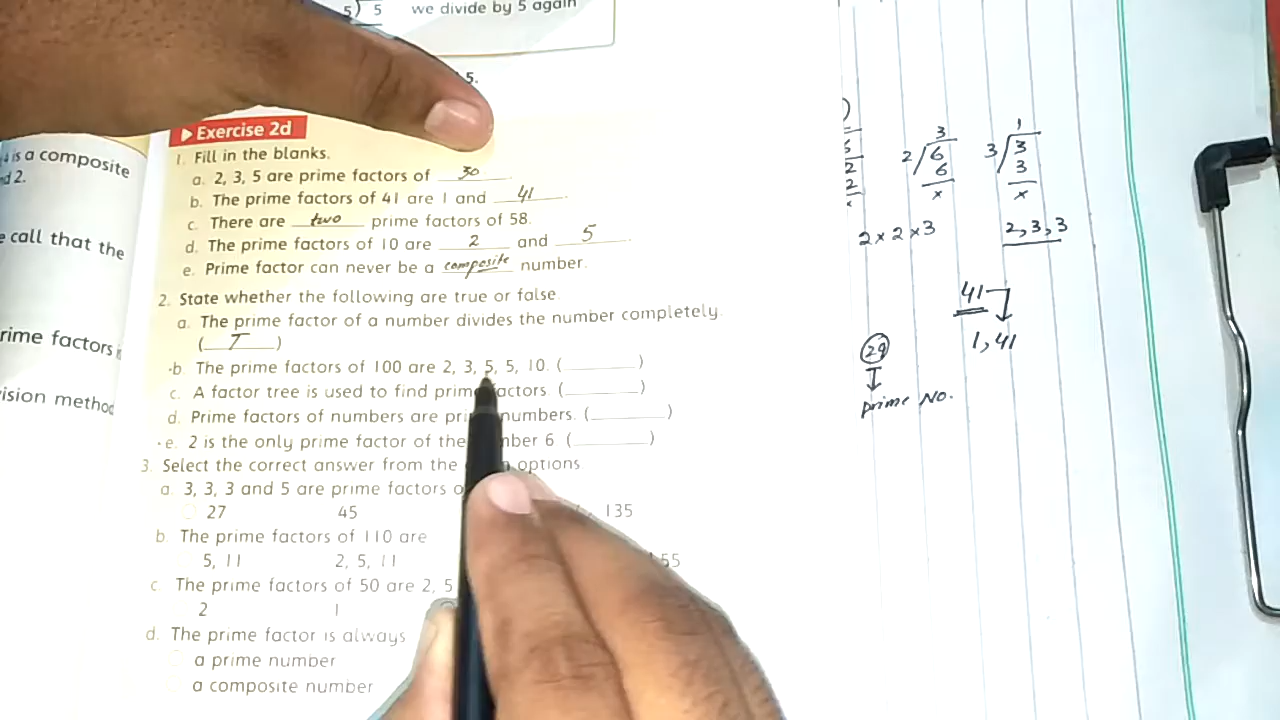 5) 5 we divide by 5 again
5.
is a composite
d 2.
call that the
rime factors
ision method
▶ Exercise 2d
1. Fill in the blanks.
a. 2, 3, 5 are prime factors of 30.
b. The prime factors of 41 are 1 and 41.
c. There are two prime factors of 58.
d. The prime factors of 10 are 2 and 5.
e. Prime factor can never be a composite number.
2. State whether the following are true or false
a. The prime factor of a number divides the number completely.
( T )
b. The prime factors of 100 are 2, 3, 5, 5, 10. (______)
c. A factor tree is used to find prime factors. (______)
d. Prime factors of numbers are pri numbers. (______)
e. 2 is the only prime factor of the nber 6 (______)
3. Select the correct answer from the options
a. 3, 3, 3 and 5 are prime factors o
27 45 135
b. The prime factors of 110 are
5, 11 2, 5, 11 55
c. The prime factors of 50 are 2, 5
2 1
d. The prime factor is always
a prime number
a composite number
3
2 6
6
x
1
3 3
3
x
2 x 2 x 3
2, 3, 3
41
1, 41
29
prime No.